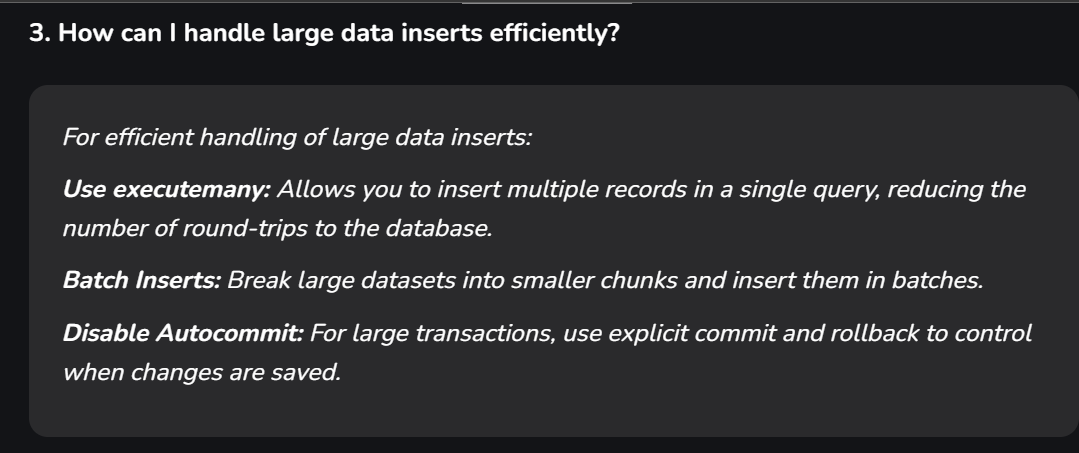 3. How can I handle large data inserts efficiently?
For efficient handling of large data inserts:
Use executemany: Allows you to insert multiple records in a single query, reducing the
number of round-trips to the database.
Batch Inserts: Break large datasets into smaller chunks and insert them in batches.
Disable Autocommit: For large transactions, use explicit commit and rollback to control
when changes are saved.